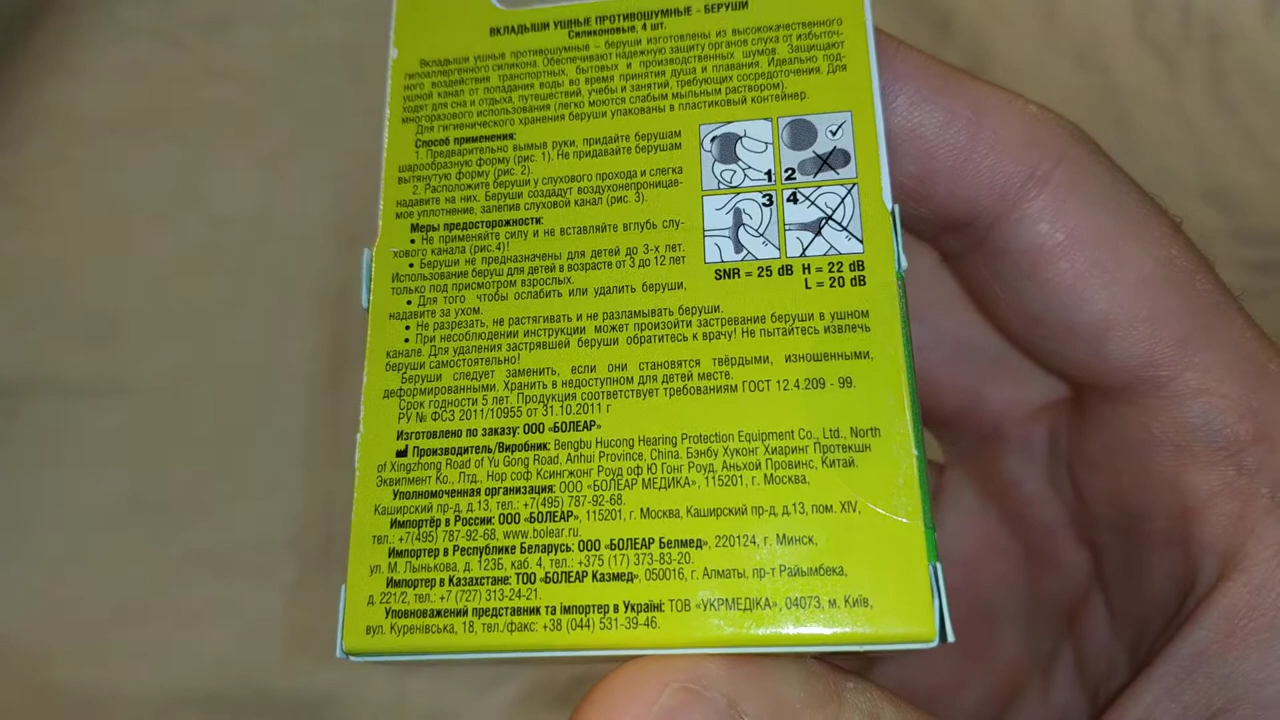 ВКЛАДЫШИ УШНЫЕ ПРОТИВОШУМНЫЕ – БЕРУШИ
Силиконовые, 4 шт.
Вкладыши ушные противошумные – беруши изготовлены из высококачественного
гипоаллергенного силикона. Обеспечивают надежную защиту органов слуха от избыточ-
ного воздействия транспортных, бытовых и производственных шумов. Защищают
ушной канал от попадания воды во время принятия душа и плавания. Идеально под-
ходят для сна и отдыха, путешествий, учебы и занятий, требующих сосредоточения. Для
многоразового использования (легко моются слабым мыльным раствором).
Для гигиенического хранения беруши упакованы в пластиковый контейнер.
Способ применения:
1. Предварительно вымыв руки, придайте берушам
шарообразную форму (рис. 1). Не придавайте берушам
вытянутую форму (рис. 2).
2. Расположите беруши у слухового прохода и слегка
надавите на них. Беруши создадут воздухонепроницае-
мое уплотнение, залепив слуховой канал (рис. 3).
Меры предосторожности:
• Не применяйте силу и не вставляйте вглубь слу-
хового канала (рис.4)!
• Беруши не предназначены для детей до 3-х лет.
Использование беруш для детей в возрасте от 3 до 12 лет
только под присмотром взрослых.
• Для того чтобы ослабить или удалить беруши,
надавите за ухом.
1
2
3
4
SNR = 25 dB H = 22 dB
L = 20 dB
• Не разрезать, не растягивать и не разламывать беруши.
• При несоблюдении инструкции может произойти застревание беруши в ушном
канале. Для удаления застрявшей беруши обратитесь к врачу! Не пытайтесь извлечь
беруши самостоятельно!
Беруши следует заменить, если они становятся твёрдыми, изношенными,
деформированными. Хранить в недоступном для детей месте.
Срок годности 5 лет. Продукция соответствует требованиям ГОСТ 12.4.209 - 99.
РУ № ФСЗ 2011/10955 от 31.10.2011 г
Изготовлено по заказу: ООО «БОЛЕАР»
Производитель/Виробник: Bengbu Hucong Hearing Protection Equipment Co., Ltd., North
of Xingzhong Road of Yu Gong Road, Anhui Province, China. Бэнбу Хуконг Хиаринг Протекшн
Эквипмент Ко., Лтд., Нор соф Ксингжонг Роуд оф Ю Гонг Роуд, Аньхой Провинс, Китай.
Уполномоченная организация: ООО «БОЛЕАР МЕДИКА», 115201, г. Москва,
Каширский пр-д, д.13, тел.: +7(495) 787-92-68.
Импортёр в России: ООО «БОЛЕАР», 115201, г. Москва, Каширский пр-д, д.13, пом. XIV,
тел.: +7(495) 787-92-68, www.bolear.ru.
Импортер в Республике Беларусь: ООО «БОЛЕАР Белмед», 220124, г. Минск,
ул. М. Лынькова, д. 123Б, каб. 4, тел.: +375 (17) 373-83-20.
Импортер в Казахстане: ТОО «БОЛЕАР Казмед», 050016, г. Алматы, пр-т Райымбека,
д. 221/2, тел.: +7 (727) 313-24-21.
Уповноважений представник та імпортер в Україні: ТОВ «УКРМЕДІКА», 04073, м. Київ,
вул. Куренівська, 18, тел./факс: +38 (044) 531-39-46.